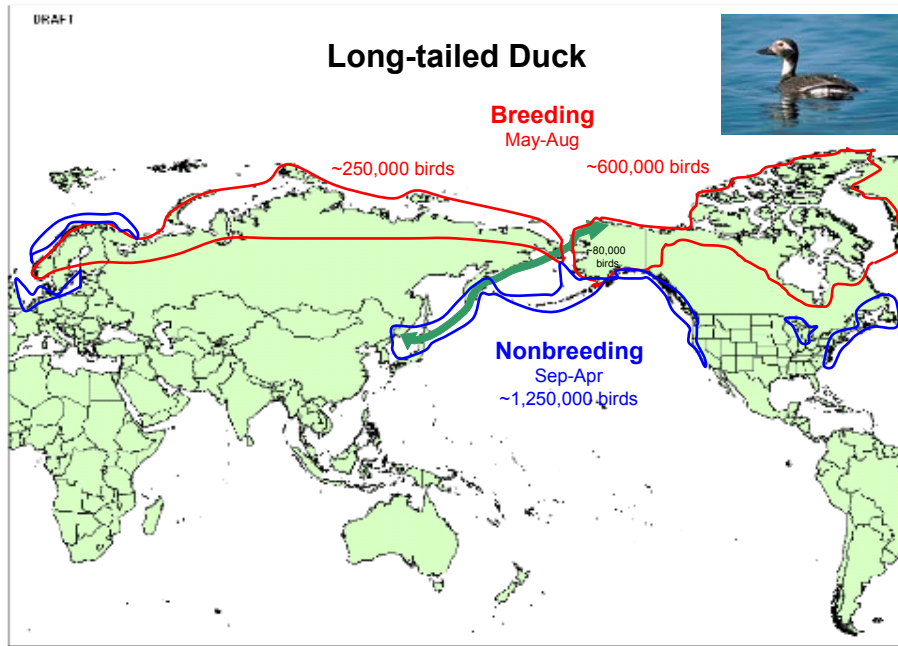 DRAFT
Long-tailed Duck
Breeding
May-Aug
~250,000 birds
~600,000 birds
~80,000
birds
Nonbreeding
Sep-Apr
~1,250,000 birds